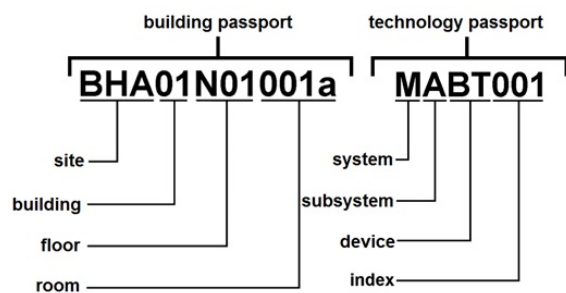 building passport technology passport
BHA01N01001a MABT001
site system
building subsystem
floor device
room index